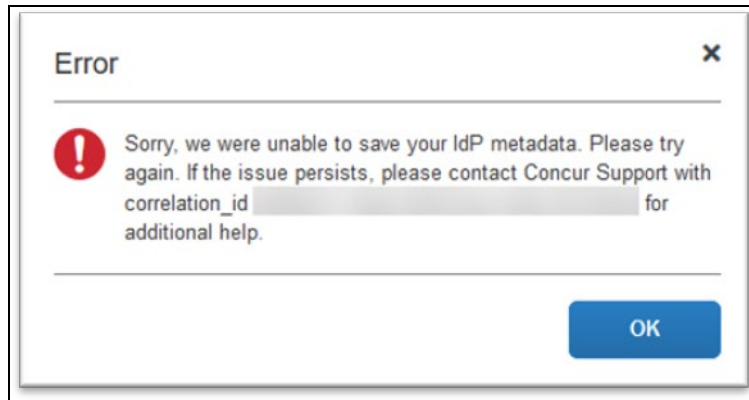 Error
Sorry, we were unable to save your IdP metadata. Please try
again. If the issue persists, please contact Concur Support with
correlation_id for
additional help.
OK